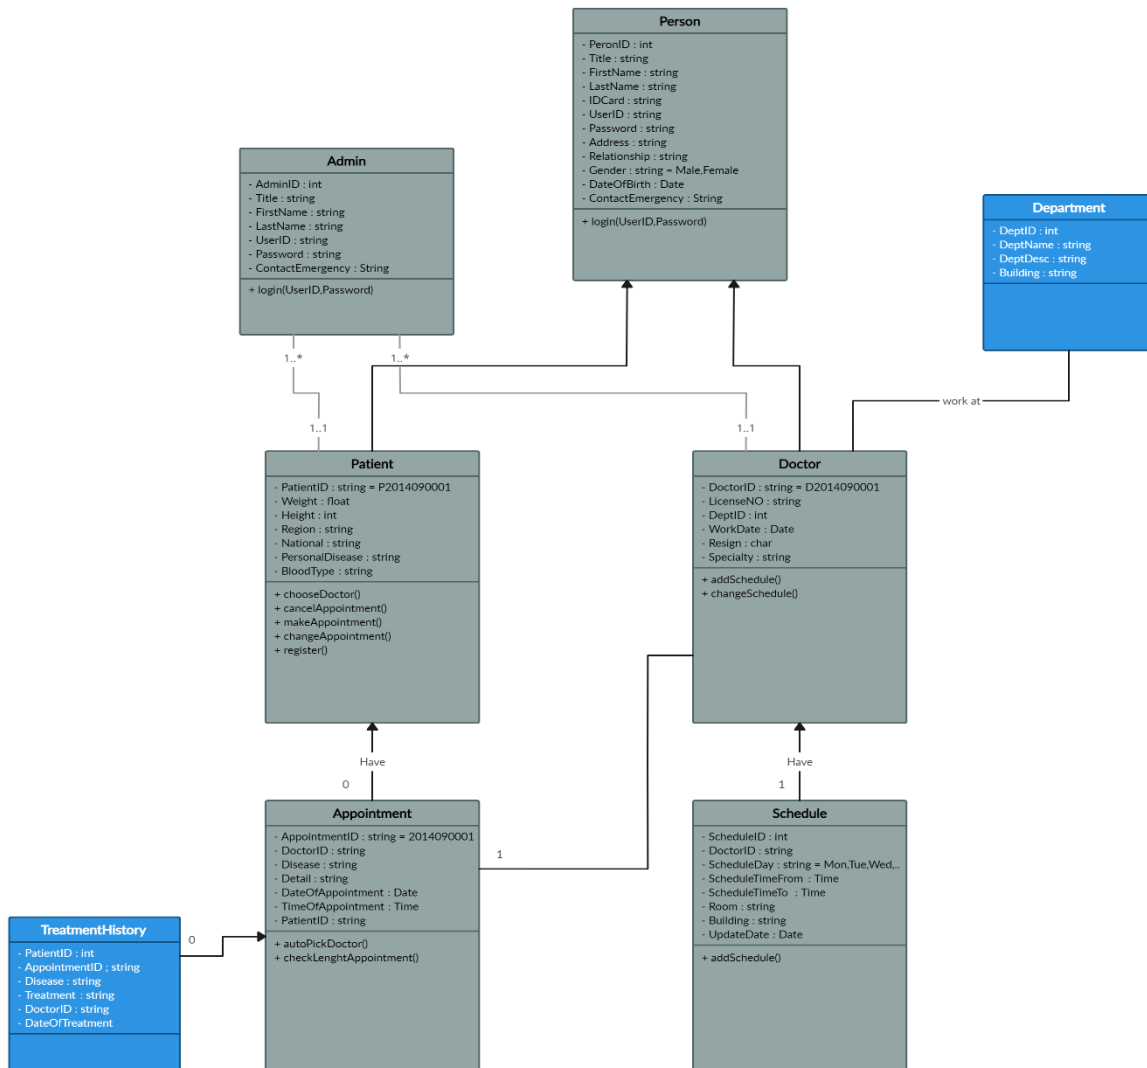 Person
- PeronID : int
- Title : string
- FirstName : string
- LastName : string
- IDCard : string
- UserID : string
- Password : string
- Address : string
- Relationship : string
- Gender : string = Male,Female
- DateOfBirth : Date
- ContactEmergency : String
+ login(UserID,Password)
Admin
- AdminID : int
- Title : string
- FirstName : string
- LastName : string
- UserID : string
- Password : string
- ContactEmergency : String
+ login(UserID,Password)
Department
- DeptID : int
- DeptName : string
- DeptDesc : string
- Building : string
1..*
1..*
work at
1..1
1..1
Patient
- PatientID : string = P2014090001
- Weight : float
- Height : int
- Region : string
- National : string
- PersonalDisease : string
- BloodType : string
+ chooseDoctor()
+ cancelAppointment()
+ makeAppointment()
+ changeAppointment()
+ register()
Doctor
- DoctorID : string = D2014090001
- LicenseNO : string
- DeptID : int
- WorkDate : Date
- Resign : char
- Specialty : string
+ addSchedule()
+ changeSchedule()
Have
0
Have
1
Appointment
- AppointmentID : string = 2014090001
- DoctorID : string
- Disease : string
- Detail : string
- DateOfAppointment : Date
- TimeOfAppointment : Time
- PatientID : string
+ autoPickDoctor()
+ checkLenghtAppointment()
1
Schedule
- ScheduleID : int
- DoctorID : string
- ScheduleDay : string = Mon,Tue,Wed,..
- ScheduleTimeFrom : Time
- ScheduleTimeTo : Time
- Room : string
- Building : string
- UpdateDate : Date
+ addSchedule()
TreatmentHistory
- PatientID : int
- AppointmentID ; string
- Disease : string
- Treatment : string
- DoctorID : string
- DateOfTreatment
0